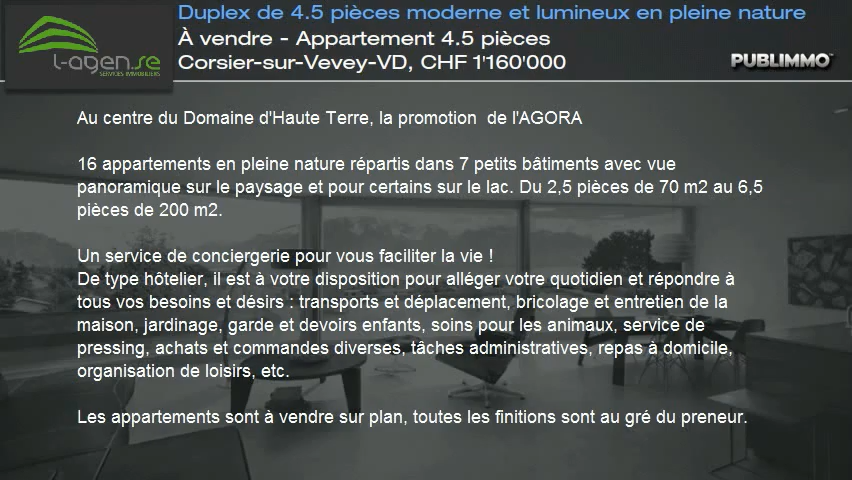 Duplex de 4.5 pièces moderne et lumineux en pleine nature
À vendre - Appartement 4.5 pièces
Corsier-sur-Vevey-VD, CHF 1'160'000
l-agen.se
SERVICES IMMOBILIERS
PUBLIMMO
Au centre du Domaine d'Haute Terre, la promotion  de l'AGORA
16 appartements en pleine nature répartis dans 7 petits bâtiments avec vue
panoramique sur le paysage et pour certains sur le lac. Du 2,5 pièces de 70 m2 au 6,5
pièces de 200 m2.
Un service de conciergerie pour vous faciliter la vie !
De type hôtelier, il est à votre disposition pour alléger votre quotidien et répondre à
tous vos besoins et désirs : transports et déplacement, bricolage et entretien de la
maison, jardinage, garde et devoirs enfants, soins pour les animaux, service de
pressing, achats et commandes diverses, tâches administratives, repas à domicile,
organisation de loisirs, etc.
Les appartements sont à vendre sur plan, toutes les finitions sont au gré du preneur.